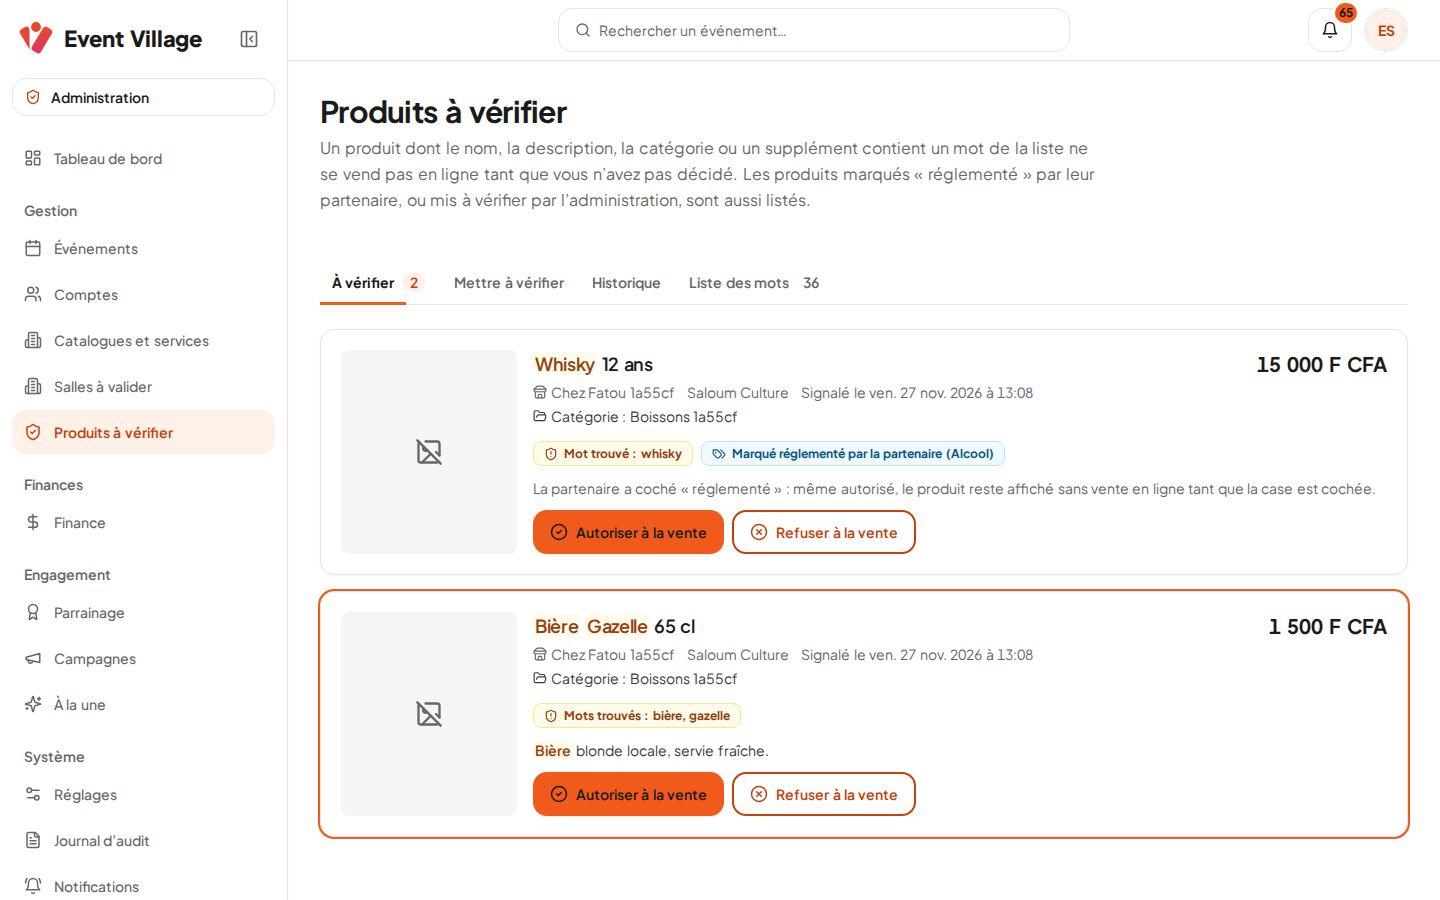 Event Village
Rechercher un événement…
65
ES
Administration
Tableau de bord
Gestion
Événements
Comptes
Catalogues et services
Salles à valider
Produits à vérifier
Finances
Finance
Engagement
Parrainage
Campagnes
À la une
Système
Réglages
Journal d’audit
Notifications
Produits à vérifier
Un produit dont le nom, la description, la catégorie ou un supplément contient un mot de la liste ne
se vend pas en ligne tant que vous n’avez pas décidé. Les produits marqués « réglementé » par leur
partenaire, ou mis à vérifier par l’administration, sont aussi listés.
À vérifier 2 Mettre à vérifier Historique Liste des mots 36
Whisky 12 ans 15 000 F CFA
Chez Fatou 1a55cf Saloum Culture Signalé le ven. 27 nov. 2026 à 13:08
Catégorie : Boissons 1a55cf
Mot trouvé : whisky Marqué réglementé par la partenaire (Alcool)
La partenaire a coché « réglementé » : même autorisé, le produit reste affiché sans vente en ligne tant que la case est cochée.
Autoriser à la vente Refuser à la vente
Bière Gazelle 65 cl 1 500 F CFA
Chez Fatou 1a55cf Saloum Culture Signalé le ven. 27 nov. 2026 à 13:08
Catégorie : Boissons 1a55cf
Mots trouvés : bière, gazelle
Bière blonde locale, servie fraîche.
Autoriser à la vente Refuser à la vente